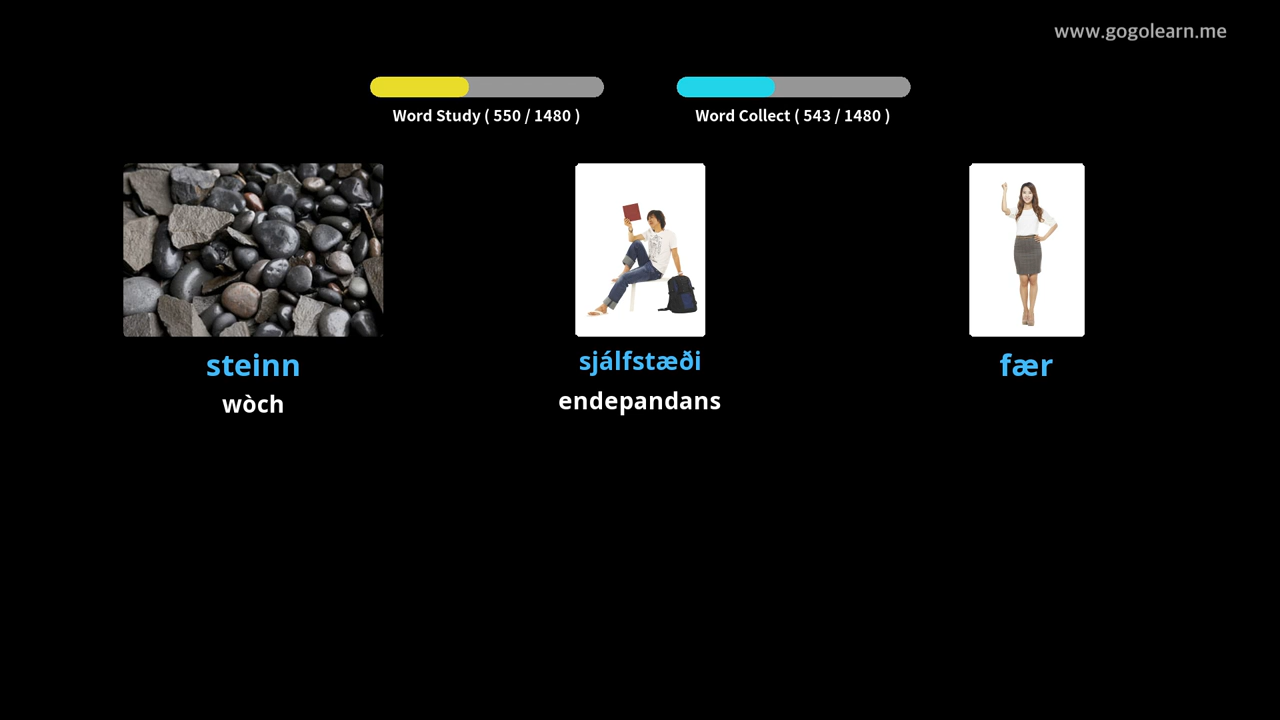 www.gogolearn.me
Word Study ( 550 / 1480 )
Word Collect ( 543 / 1480 )
steinn
wòch
sjálfstæði
endepandans
fær